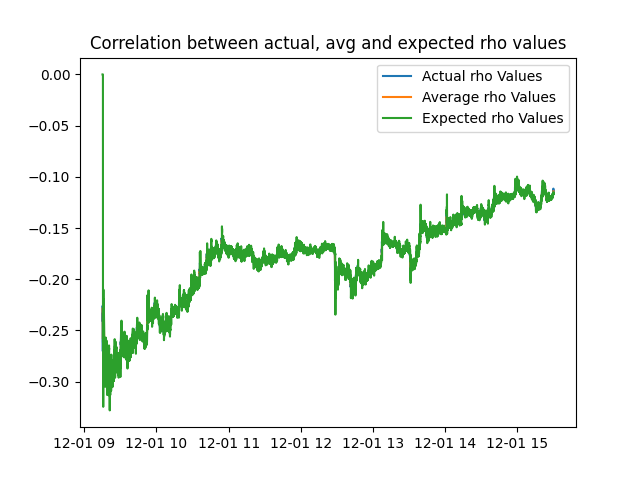 Correlation between actual, avg and expected rho values
Actual rho Values
Average rho Values
Expected rho Values
0.00
−0.05
−0.10
−0.15
−0.20
−0.25
−0.30
12-01 09 12-01 10 12-01 11 12-01 12 12-01 13 12-01 14 12-01 15